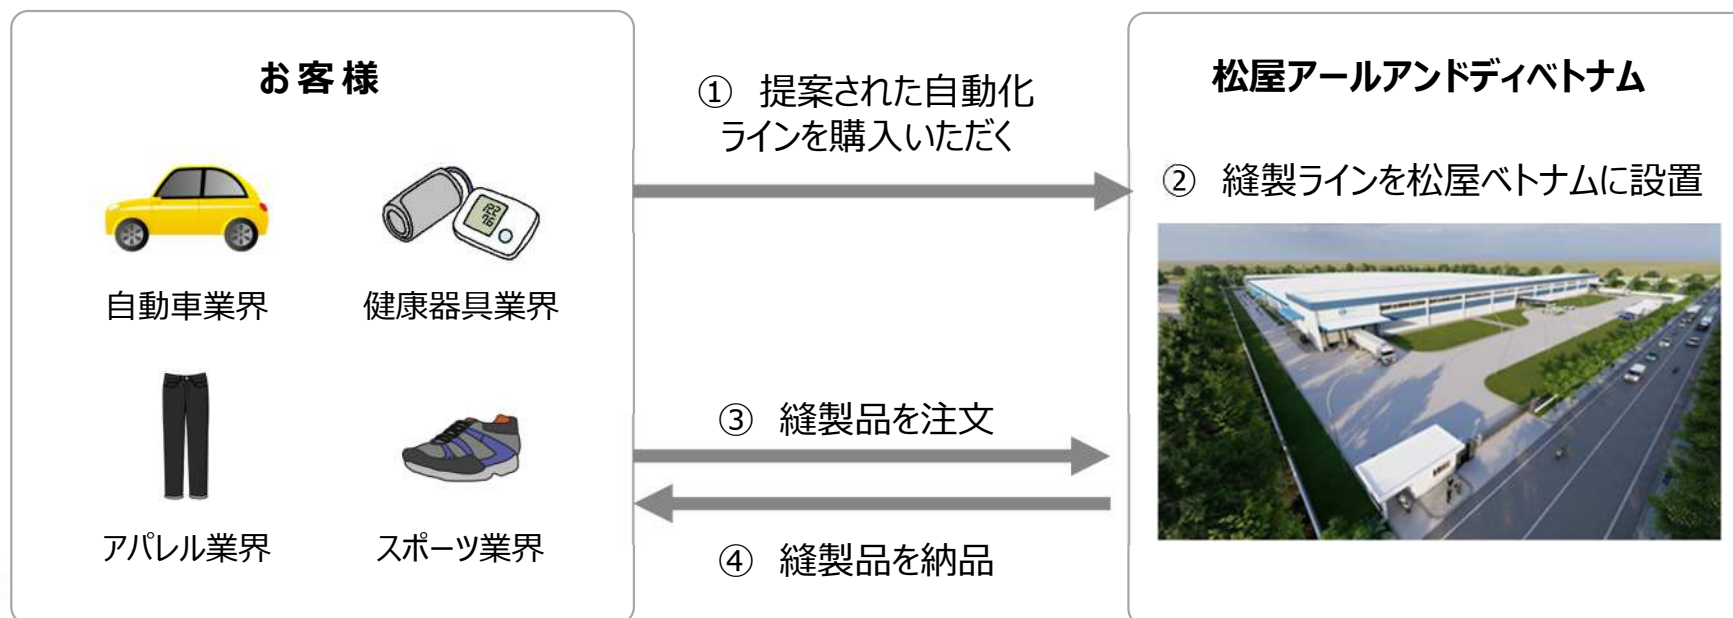 お客様
自動車業界
健康器具業界
アパレル業界
スポーツ業界
① 提案された自動化
ラインを購入いただく
③ 縫製品を注文
④ 縫製品を納品
松屋アールアンドディベトナム
② 縫製ラインを松屋ベトナムに設置